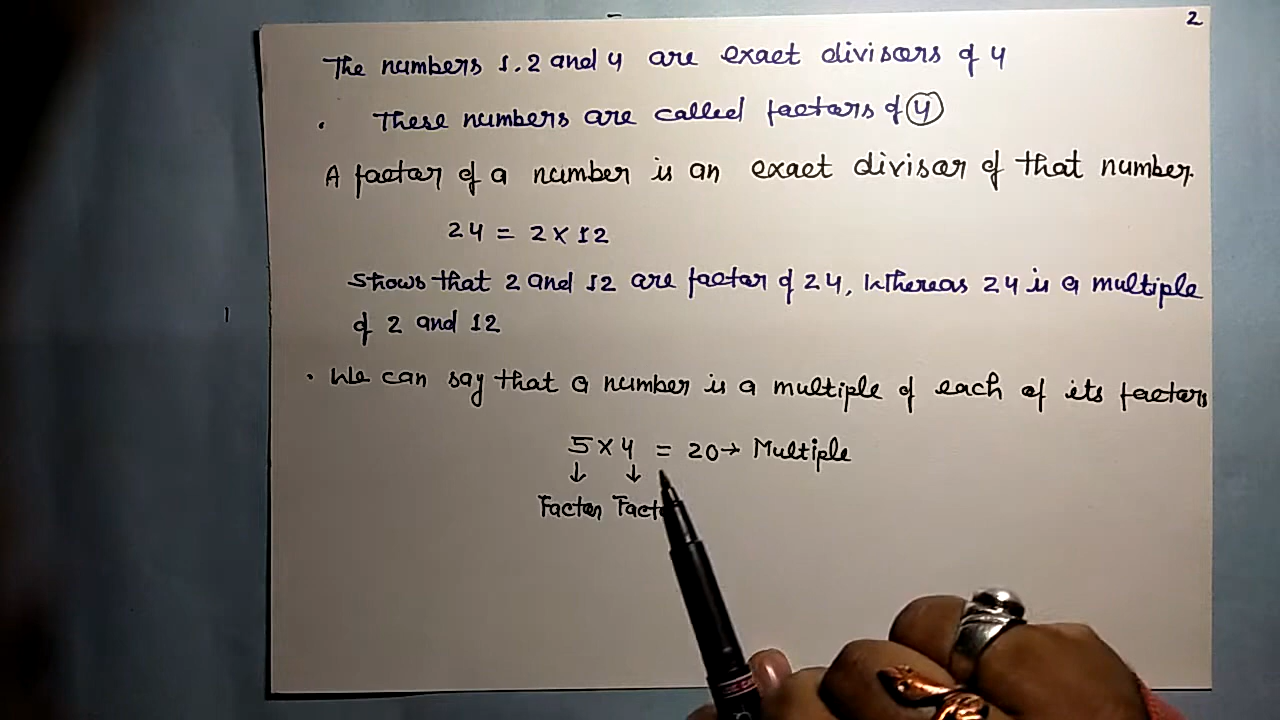 2
The numbers 1, 2 and 4 are exact divisors of 4
. These numbers are called factors of 4
A factor of a number is an exact divisor of that number.
24 = 2 × 12
shows that 2 and 12 are factor of 24, Whereas 24 is a multiple
of 2 and 12
. We can say that a number is a multiple of each of its factors
5 × 4 = 20 → Multiple
↓ ↓
Factor